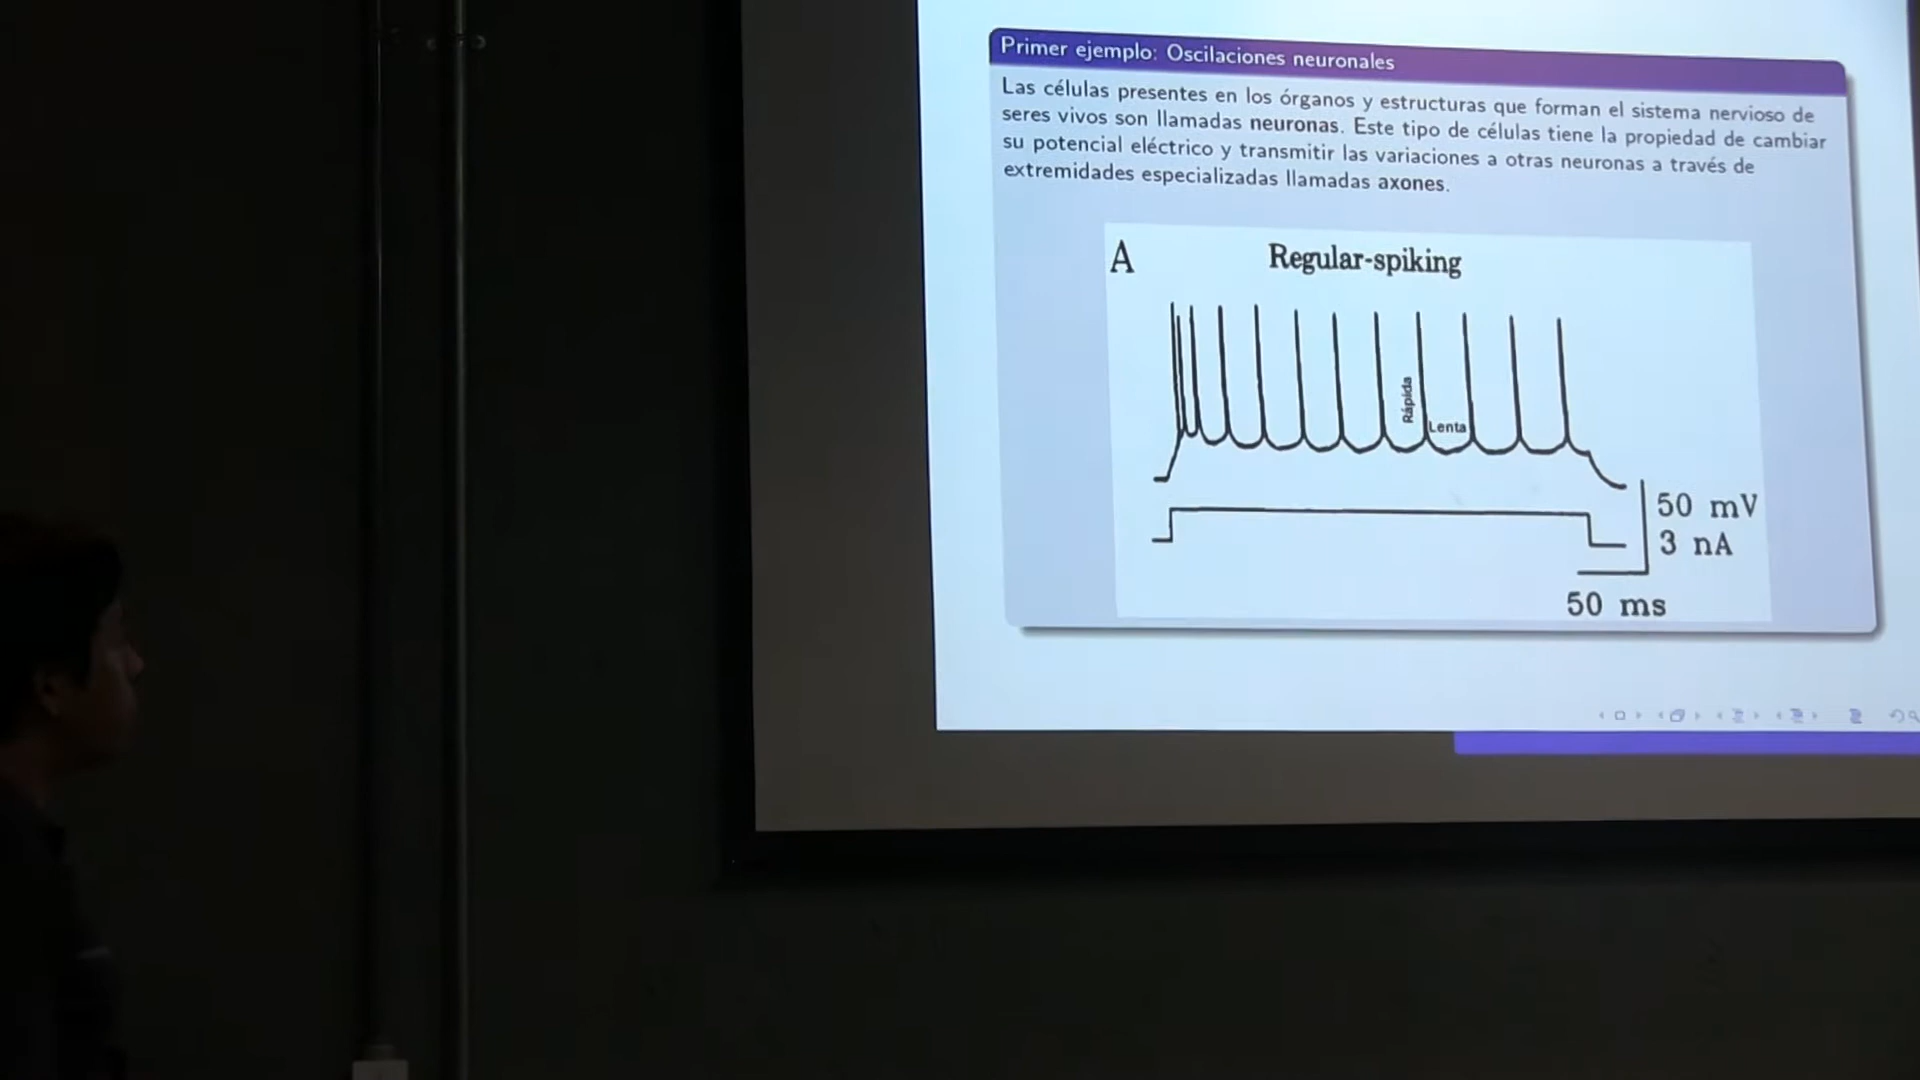 Primer ejemplo: Oscilaciones neuronales
Las células presentes en los órganos y estructuras que forman el sistema nervioso de
seres vivos son llamadas neuronas. Este tipo de células tiene la propiedad de cambiar
su potencial eléctrico y transmitir las variaciones a otras neuronas a través de
extremidades especializadas llamadas axones.
A
Regular-spiking
Rápida
Lenta
50 mV
3 nA
50 ms